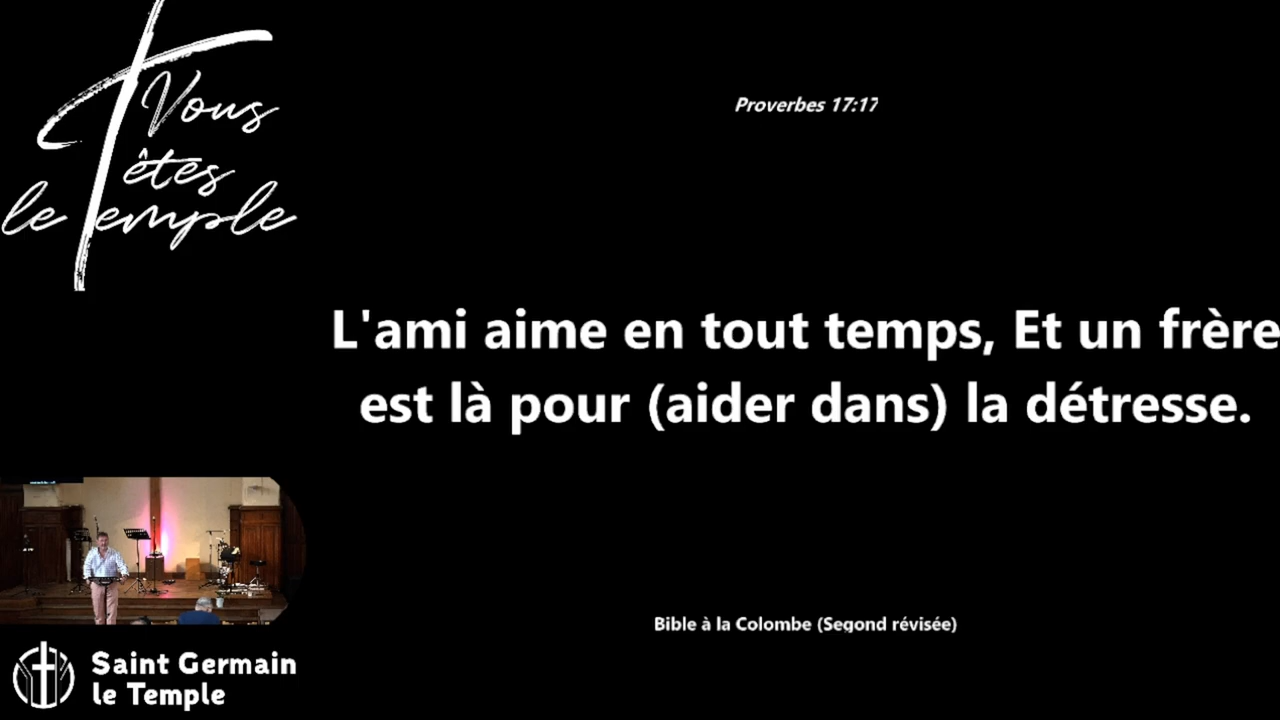 Vous
êtes
le Temple
Proverbes 17:17
L'ami aime en tout temps, Et un frère
est là pour (aider dans) la détresse.
Bible à la Colombe (Segond révisée)
Saint Germain
le Temple